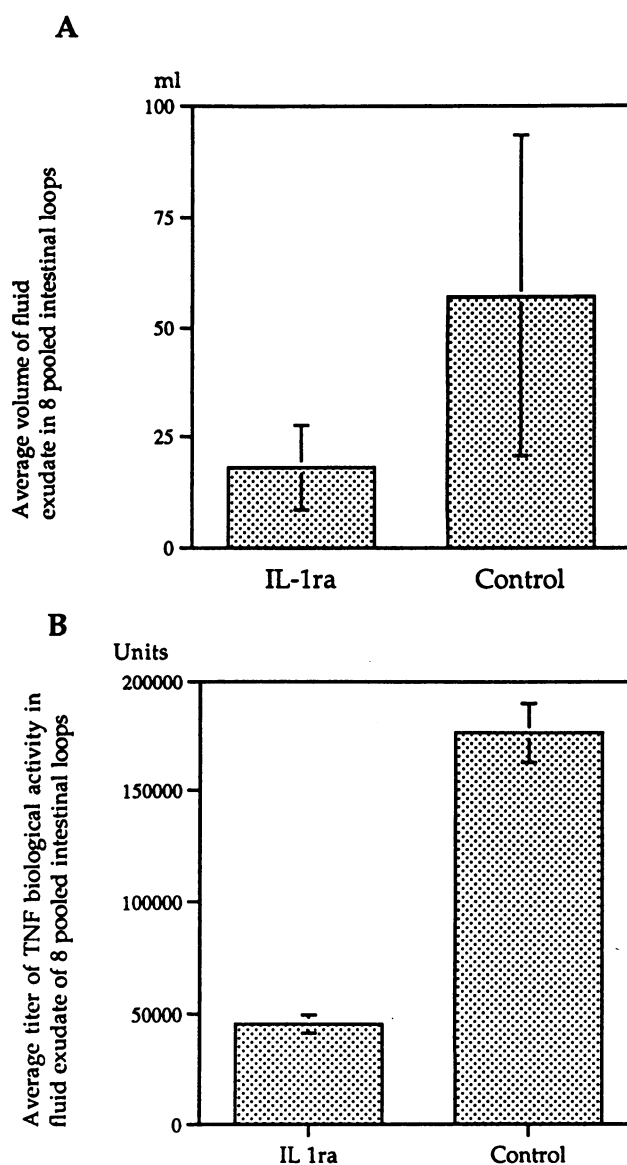 A
ml
Average volume of fluid
exudate in 8 pooled intestinal loops
100
75
50
25
0
IL-1ra
Control
B
Units
Average titer of TNF biological activity in
fluid exudate of 8 pooled intestinal loops
200000
150000
100000
50000
0
IL 1ra
Control